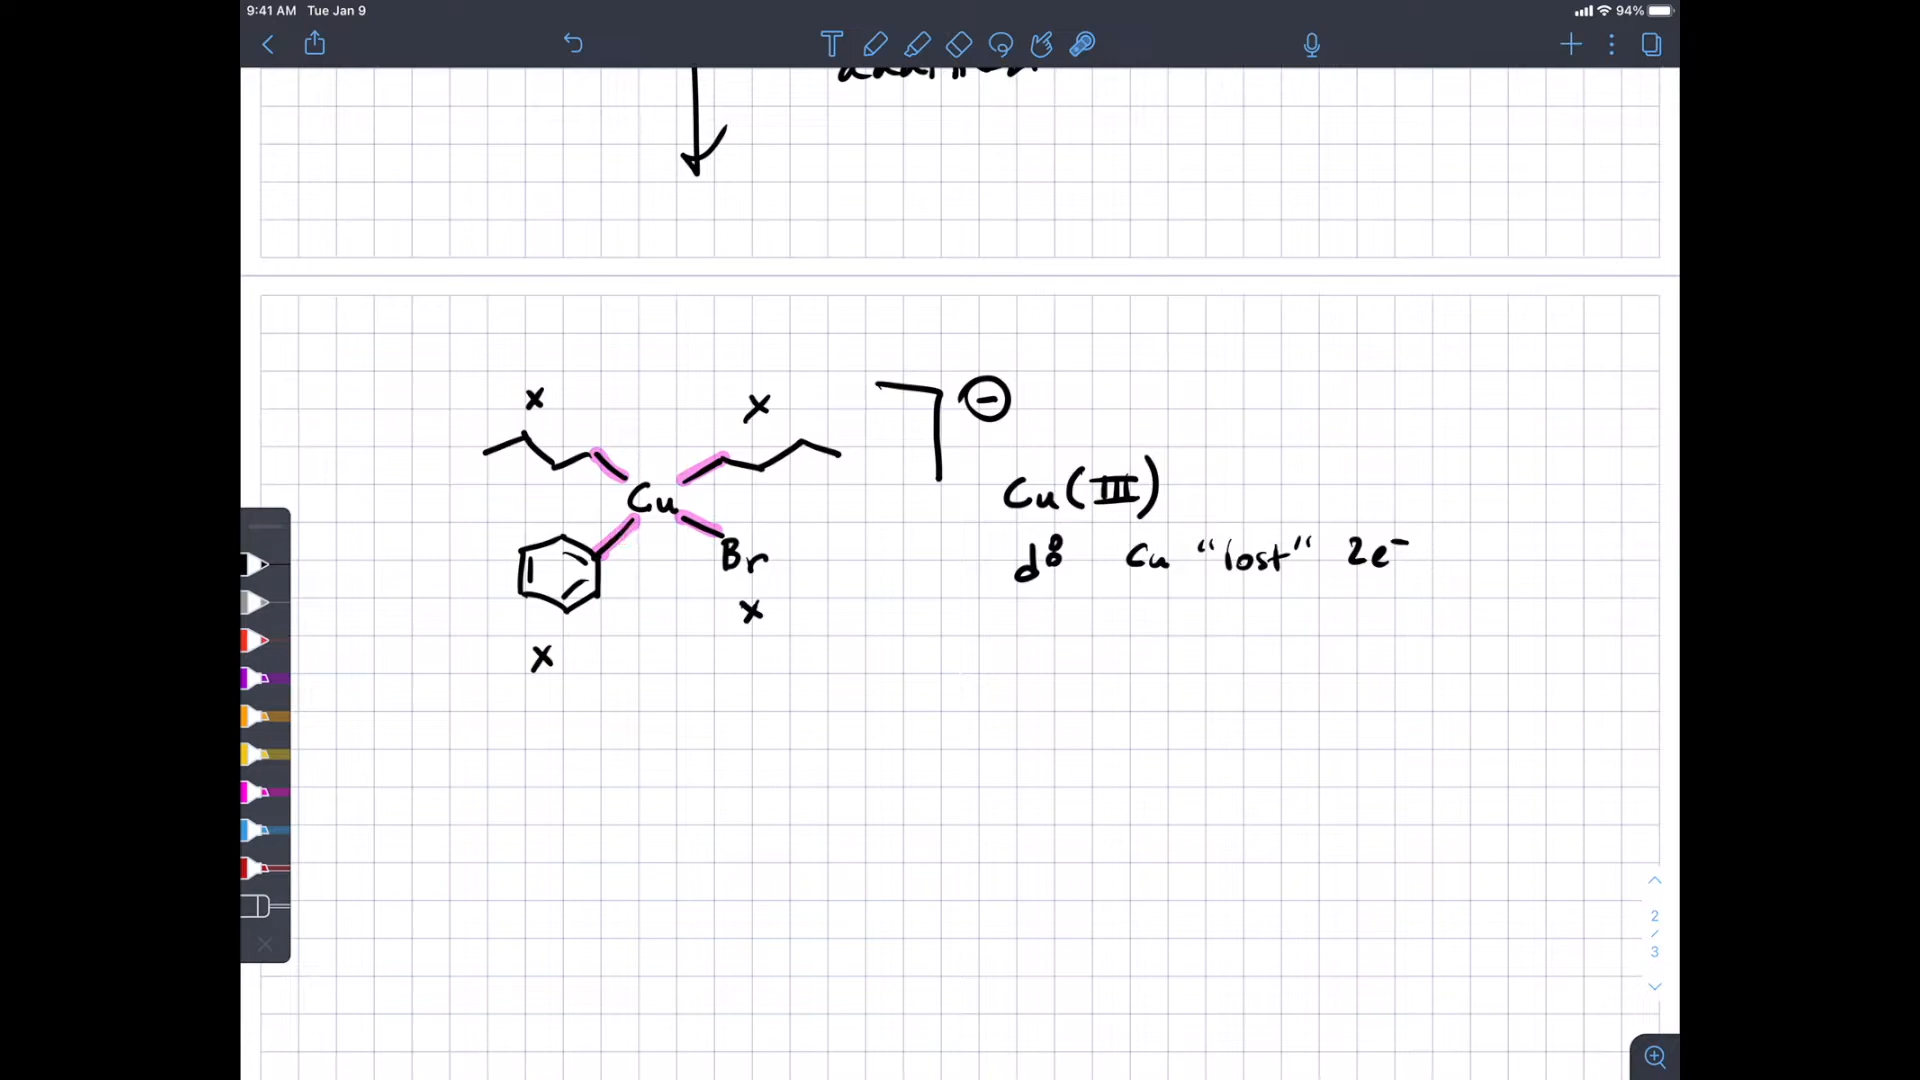 9:41 AM Tue Jan 9
94%
T
x x
⊖
Cu
Cu(III)
Br
d8 Cu "lost" 2e-
x
x
2
/
3